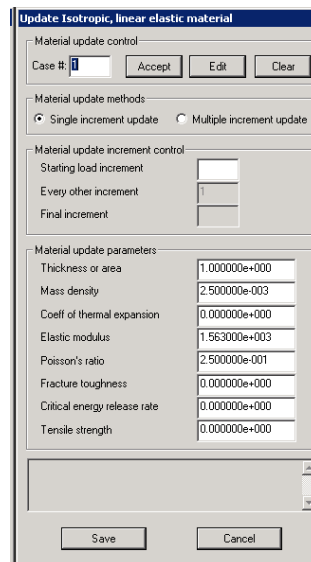 Update Isotropic, linear elastic material
Material update control
Case #: 1 Accept Edit Clear
Material update methods
Single increment update Multiple increment update
Material update increment control
Starting load increment
Every other increment 1
Final increment
Material update parameters
Thickness or area 1.000000e+000
Mass density 2.500000e-003
Coeff of thermal expansion 0.000000e+000
Elastic modulus 1.563000e+003
Poisson's ratio 2.500000e-001
Fracture toughness 0.000000e+000
Critical energy release rate 0.000000e+000
Tensile strength 0.000000e+000
Save Cancel